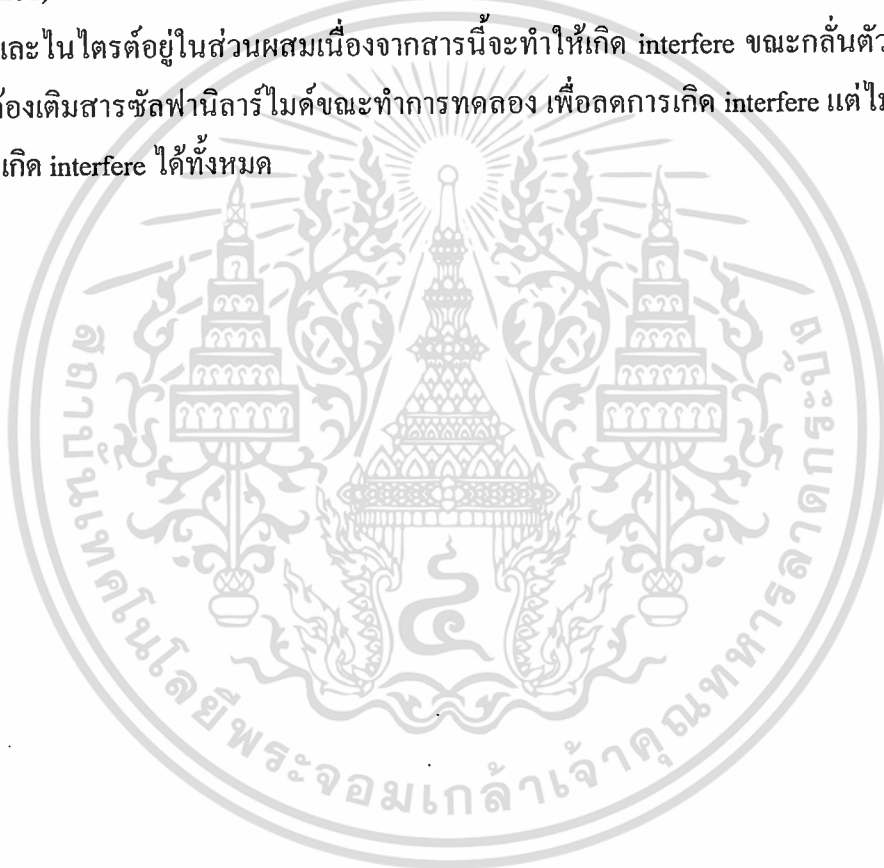 และไนไตรต์อยู่ในส่วนผสมเนื่องจากสารนี้จะทำให้เกิด interfere ขณะกลั่นตัว
ต้องเติมสารซัลฟานิลาร์ไมด์ขณะทำการทดลอง เพื่อลดการเกิด interfere แต่ไม
เกิด interfere ได้ทั้งหมด
สถาบันเทคโนโลยีพระจอมเกล้าเจ้าคุณทหารลาดกระบัง